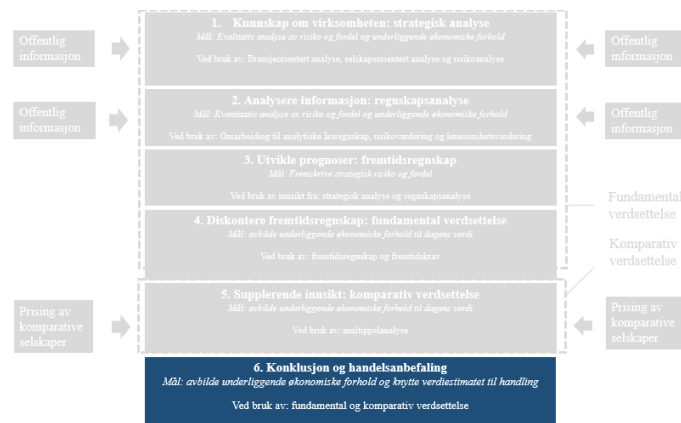 1. Kunnskap om virksomheten: strategisk analyse
Mål: Kvalitativ analyse av risiko og fordel og underliggende økonomiske forhold
Ved bruk av: Bransjeorientert analyse, selskapsorientert analyse og risikoanalyse
Offentlig
informasjon
Offentlig
informasjon
2. Analysere informasjon: regnskapsanalyse
Mål: Kvantitativ analyse av risiko og fordel og underliggende økonomiske forhold
Ved bruk av: Omarbeiding til analytiske årsregnskap, risikovurdering og lønnsomhetsvurdering
Offentlig
informasjon
Offentlig
informasjon
3. Utvikle prognoser: fremtidsregnskap
Mål: Fremskrive strategisk risiko og fordel
Ved bruk av innsikt fra: strategisk analyse og regnskapsanalyse
Fundamental
verdsettelse
4. Diskontere fremtidsregnskap: fundamental verdsettelse
Mål: avbilde underliggende økonomiske forhold til dagens verdi
Ved bruk av: fremtidsregnskap og fremtidskrav
Komparativ
verdsettelse
5. Supplerende innsikt: komparativ verdsettelse
Mål: avbilde underliggende økonomiske forhold til dagens verdi
Ved bruk av: multippelanalyse
Prising av
komparative
selskaper
Prising av
komparative
selskaper
6. Konklusjon og handelsanbefaling
Mål: avbilde underliggende økonomiske forhold og knytte verdiestimatet til handling
Ved bruk av: fundamental og komparativ verdsettelse